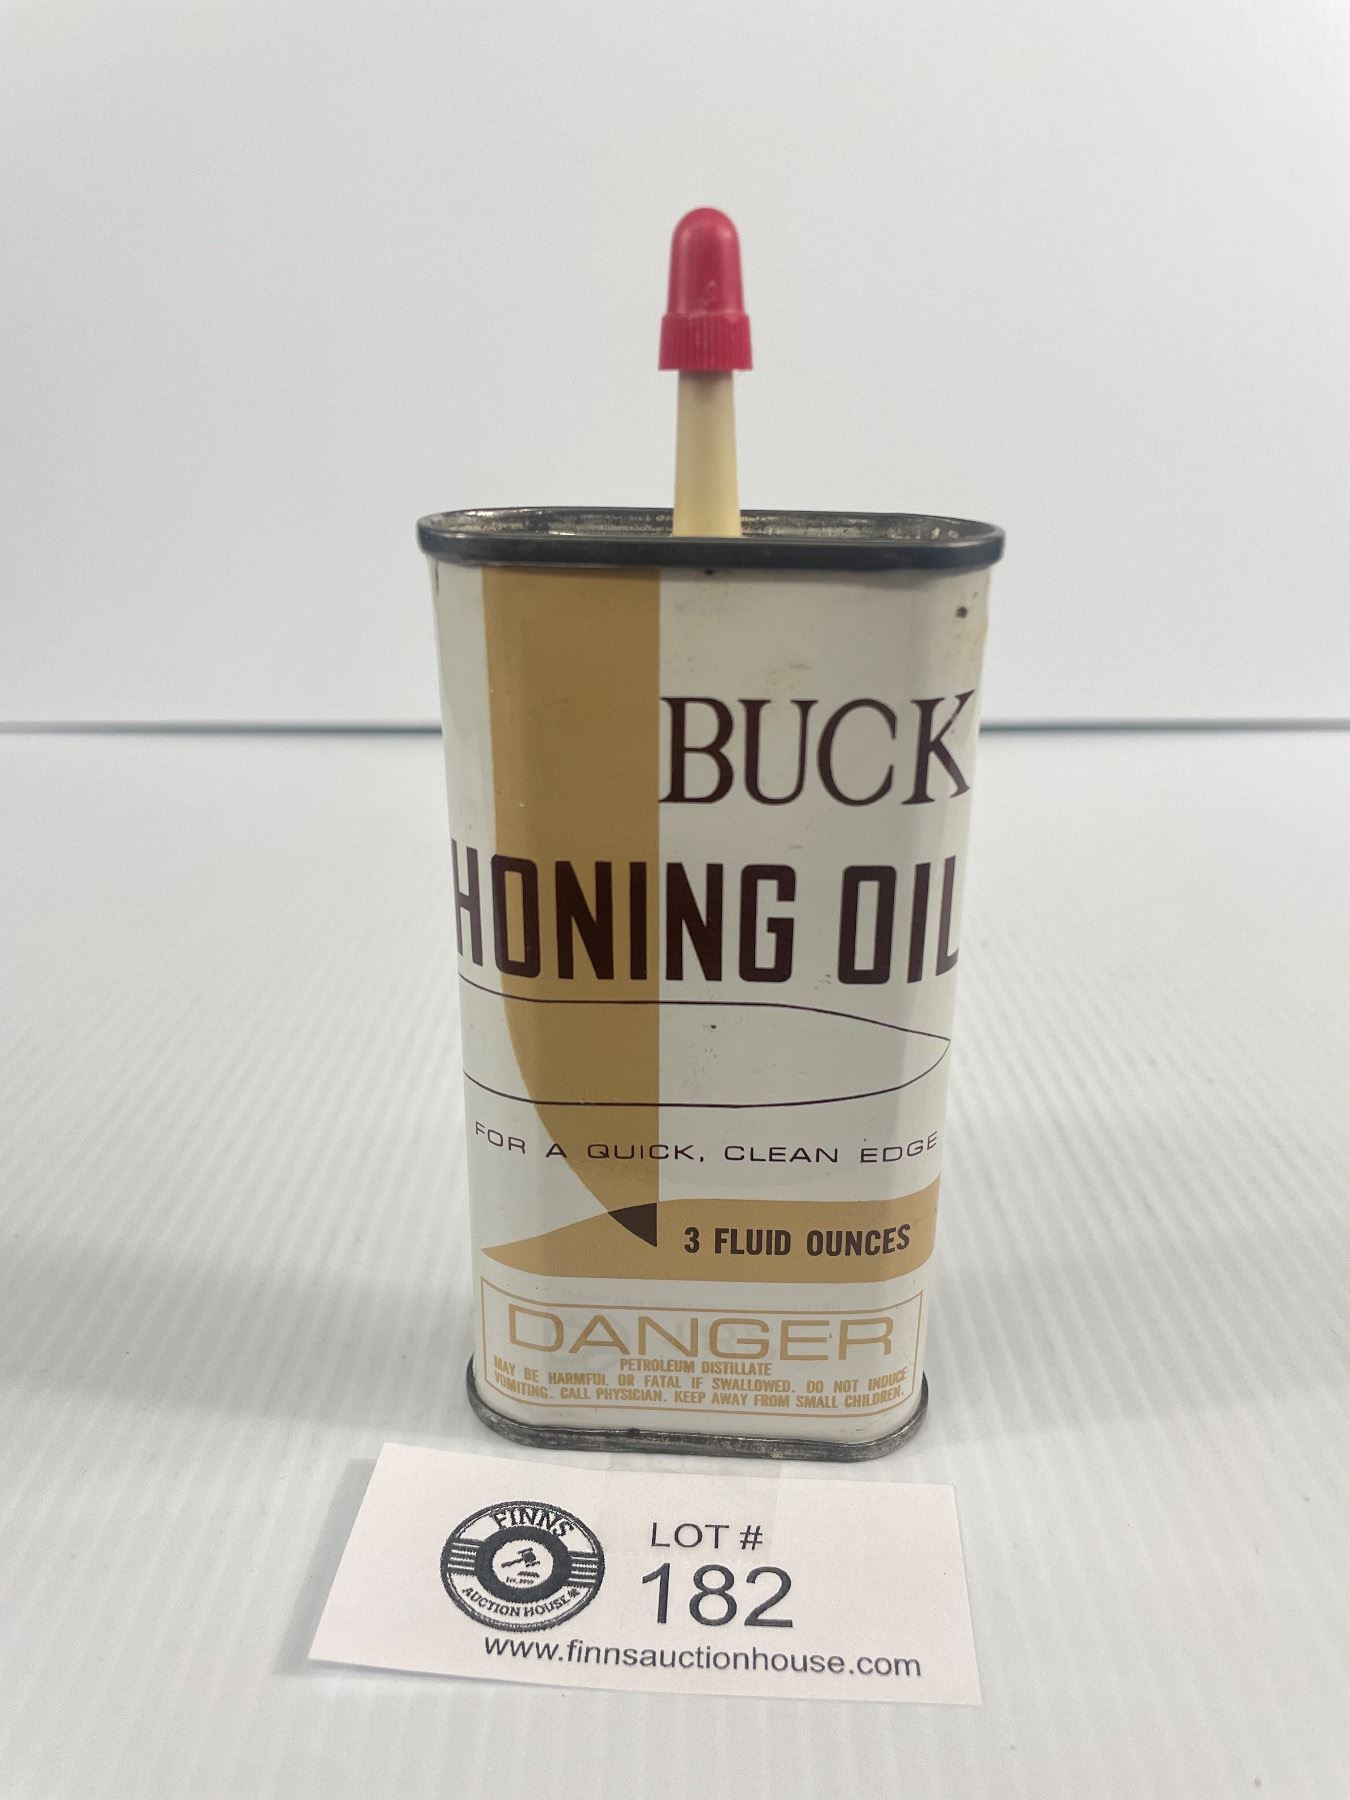 BUCK
HONING OIL
FOR A QUICK, CLEAN EDGE
3 FLUID OUNCES
DANGER
PETROLEUM DISTILLATE
MAY BE HARMFUL OR FATAL IF SWALLOWED. DO NOT INDUCE
VOMITING. CALL PHYSICIAN. KEEP AWAY FROM SMALL CHILDREN.
FINNS
AUCTION HOUSE
LOT #
182
www.finnsauctionhouse.com